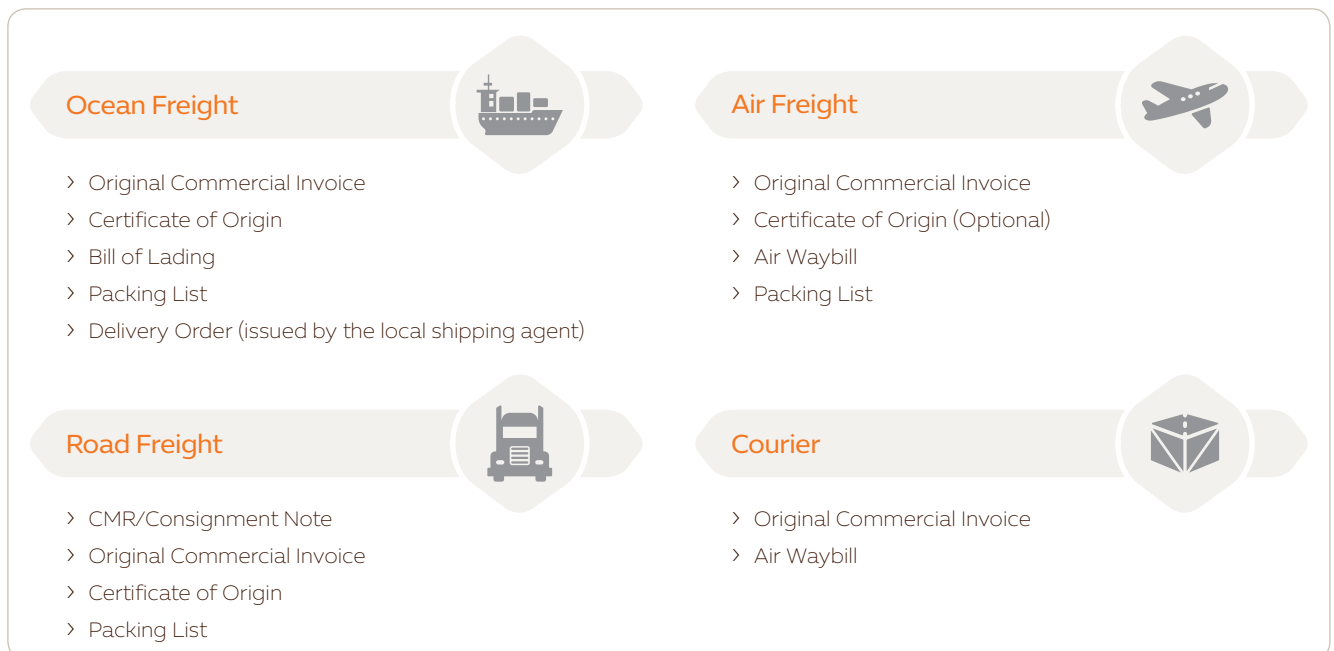 Ocean Freight
Original Commercial Invoice
Certificate of Origin
Bill of Lading
Packing List
Delivery Order (issued by the local shipping agent)
Air Freight
Original Commercial Invoice
Certificate of Origin (Optional)
Air Waybill
Packing List
Road Freight
CMR/Consignment Note
Original Commercial Invoice
Certificate of Origin
Packing List
Courier
Original Commercial Invoice
Air Waybill